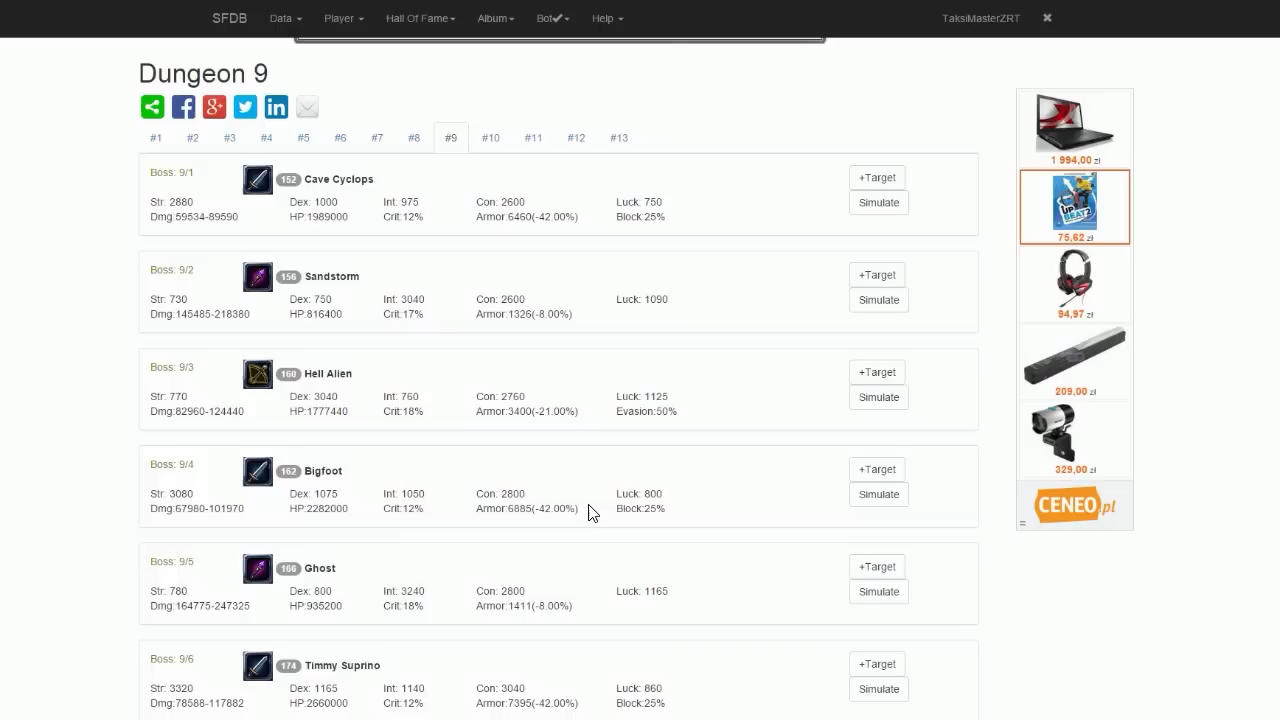 SFDB Data Player Hall Of Fame Album Bot Help TaksiMasterZRT
Dungeon 9
#1 #2 #3 #4 #5 #6 #7 #8 #9 #10 #11 #12 #13
Boss: 9/1 152 Cave Cyclops +Target
Str: 2880 Dex: 1000 Int: 975 Con: 2600 Luck: 750 Simulate
Dmg:59534-89590 HP:1989000 Crit:12% Armor:6460(-42.00%) Block:25%
Boss: 9/2 156 Sandstorm +Target
Str: 730 Dex: 750 Int: 3040 Con: 2600 Luck: 1090 Simulate
Dmg:145485-218380 HP:816400 Crit:17% Armor:1326(-8.00%)
Boss: 9/3 160 Hell Alien +Target
Str: 770 Dex: 3040 Int: 760 Con: 2760 Luck: 1125 Simulate
Dmg:82960-124440 HP:1777440 Crit:18% Armor:3400(-21.00%) Evasion:50%
Boss: 9/4 162 Bigfoot +Target
Str: 3080 Dex: 1075 Int: 1050 Con: 2800 Luck: 800 Simulate
Dmg:67980-101970 HP:2282000 Crit:12% Armor:6885(-42.00%) Block:25%
Boss: 9/5 166 Ghost +Target
Str: 780 Dex: 800 Int: 3240 Con: 2800 Luck: 1165 Simulate
Dmg:164775-247325 HP:935200 Crit:18% Armor:1411(-8.00%)
Boss: 9/6 174 Timmy Suprino +Target
Str: 3320 Dex: 1165 Int: 1140 Con: 3040 Luck: 860 Simulate
Dmg:78588-117882 HP:2660000 Crit:12% Armor:7395(-42.00%) Block:25%
1 994,00 zł
UP BEAT 2
75,62 zł
94,97 zł
209,00 zł
329,00 zł
CENEO.pl